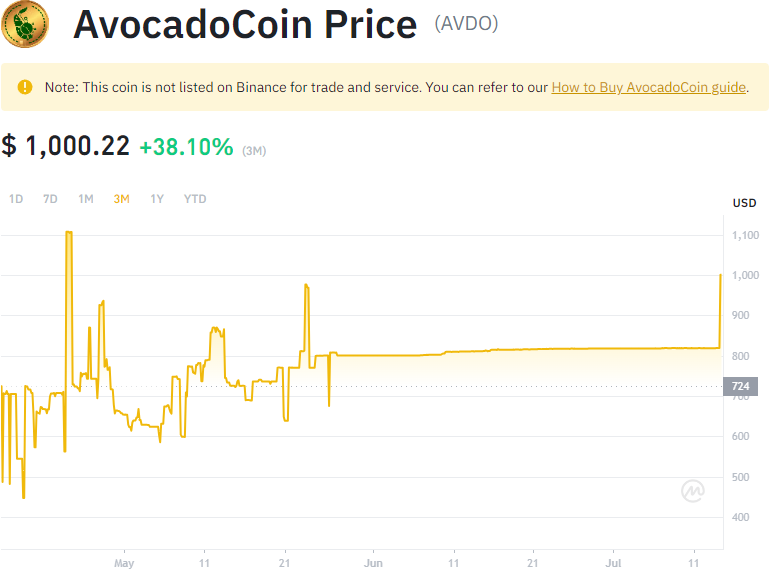 AvocadoCoin Price (AVDO)
Note: This coin is not listed on Binance for trade and service. You can refer to our How to Buy AvocadoCoin guide.
$ 1,000.22 +38.10% (3M)
1D 7D 1M 3M 1Y YTD
USD
1,100
1,000
900
800
724
700
600
500
400
May 11 21 Jun 11 21 Jul 11